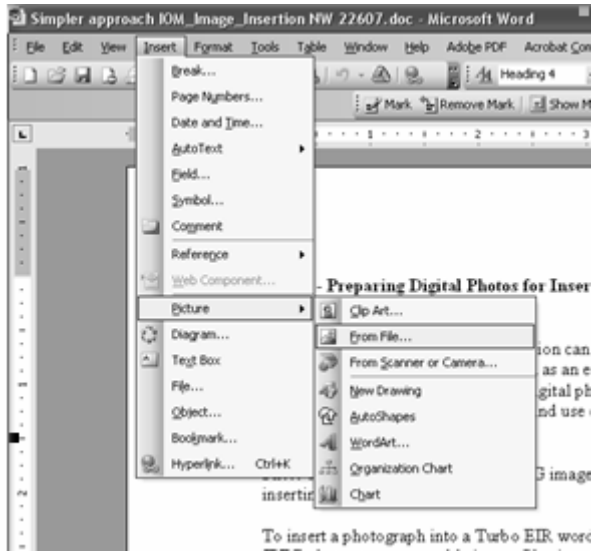 Simpler approach IOM_Image_Insertion NW 22607.doc - Microsoft Word
File Edit View Insert Format Tools Table Window Help Adobe PDF Acrobat Com
Heading 4
Mark Remove Mark Show M
1 2 3
Break...
Page Numbers...
Date and Time...
AutoText
Field...
Symbol...
Comment
Reference
Web Component...
Picture
Diagram...
Text Box
File...
Object...
Bookmark...
Hyperlink... Ctrl+K
Clip Art...
From File...
From Scanner or Camera...
New Drawing
AutoShapes
WordArt...
Organization Chart
Chart
- Preparing Digital Photos for Inser
ion can
as an e
gital ph
nd use
G image
insertin
To insert a photograph into a Turbo EIR word